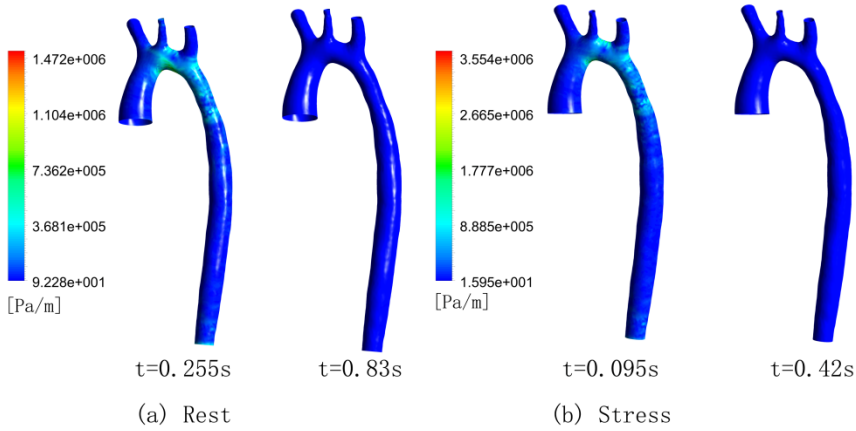 1.472e+006
1.104e+006
7.362e+005
3.681e+005
9.228e+001
[Pa/m]
t=0.255s
t=0.83s
(a) Rest
3.554e+006
2.665e+006
1.777e+006
8.885e+005
1.595e+001
[Pa/m]
t=0.095s
t=0.42s
(b) Stress